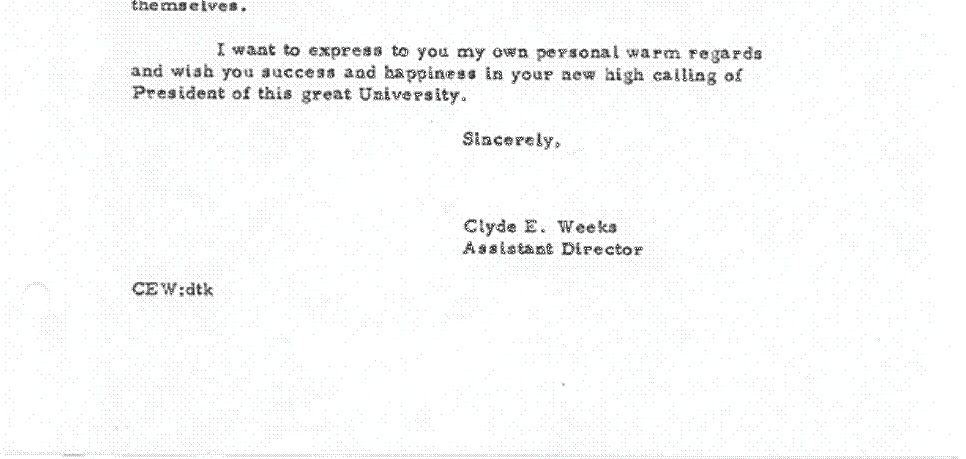 themselves.
I want to express to you my own personal warm regards
and wish you success and happiness in your new high calling of
President of this great University.
Sincerely,
Clyde E. Weeks
Assistant Director
CEW:dtk